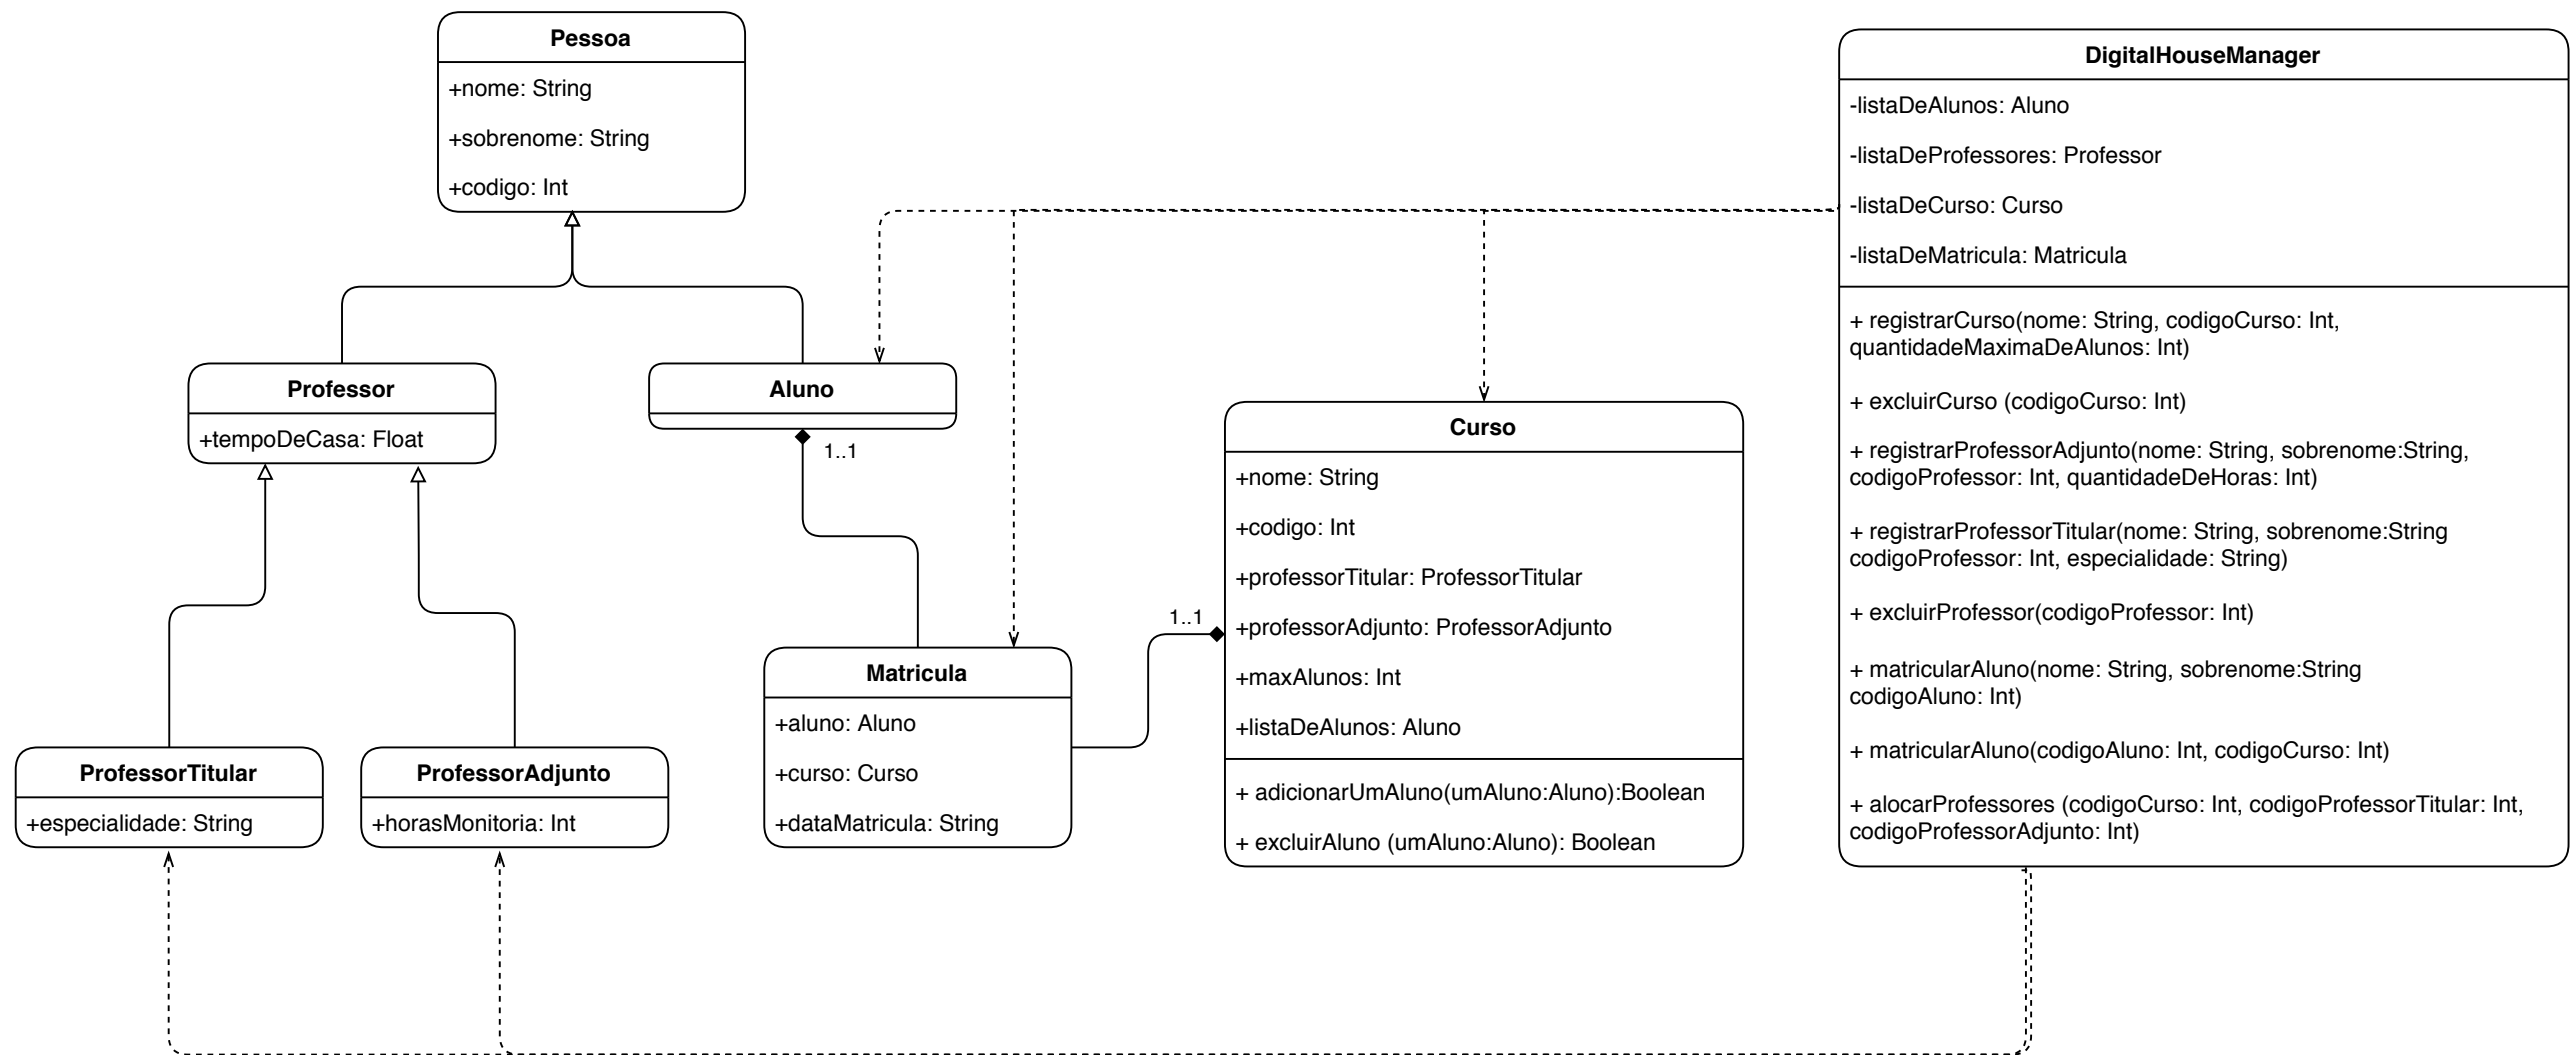 Pessoa
+nome: String
+sobrenome: String
+codigo: Int
DigitalHouseManager
-listaDeAlunos: Aluno
-listaDeProfessores: Professor
-listaDeCurso: Curso
-listaDeMatricula: Matricula
+ registrarCurso(nome: String, codigoCurso: Int,
quantidadeMaximaDeAlunos: Int)
+ excluirCurso (codigoCurso: Int)
+ registrarProfessorAdjunto(nome: String, sobrenome:String,
codigoProfessor: Int, quantidadeDeHoras: Int)
+ registrarProfessorTitular(nome: String, sobrenome:String
codigoProfessor: Int, especialidade: String)
+ excluirProfessor(codigoProfessor: Int)
+ matricularAluno(nome: String, sobrenome:String
codigoAluno: Int)
+ matricularAluno(codigoAluno: Int, codigoCurso: Int)
+ alocarProfessores (codigoCurso: Int, codigoProfessorTitular: Int,
codigoProfessorAdjunto: Int)
Professor
+tempoDeCasa: Float
Aluno
1..1
Curso
+nome: String
+codigo: Int
+professorTitular: ProfessorTitular
+professorAdjunto: ProfessorAdjunto
+maxAlunos: Int
+listaDeAlunos: Aluno
+ adicionarUmAluno(umAluno:Aluno):Boolean
+ excluirAluno (umAluno:Aluno): Boolean
1..1
Matricula
+aluno: Aluno
+curso: Curso
+dataMatricula: String
ProfessorTitular
+especialidade: String
ProfessorAdjunto
+horasMonitoria: Int